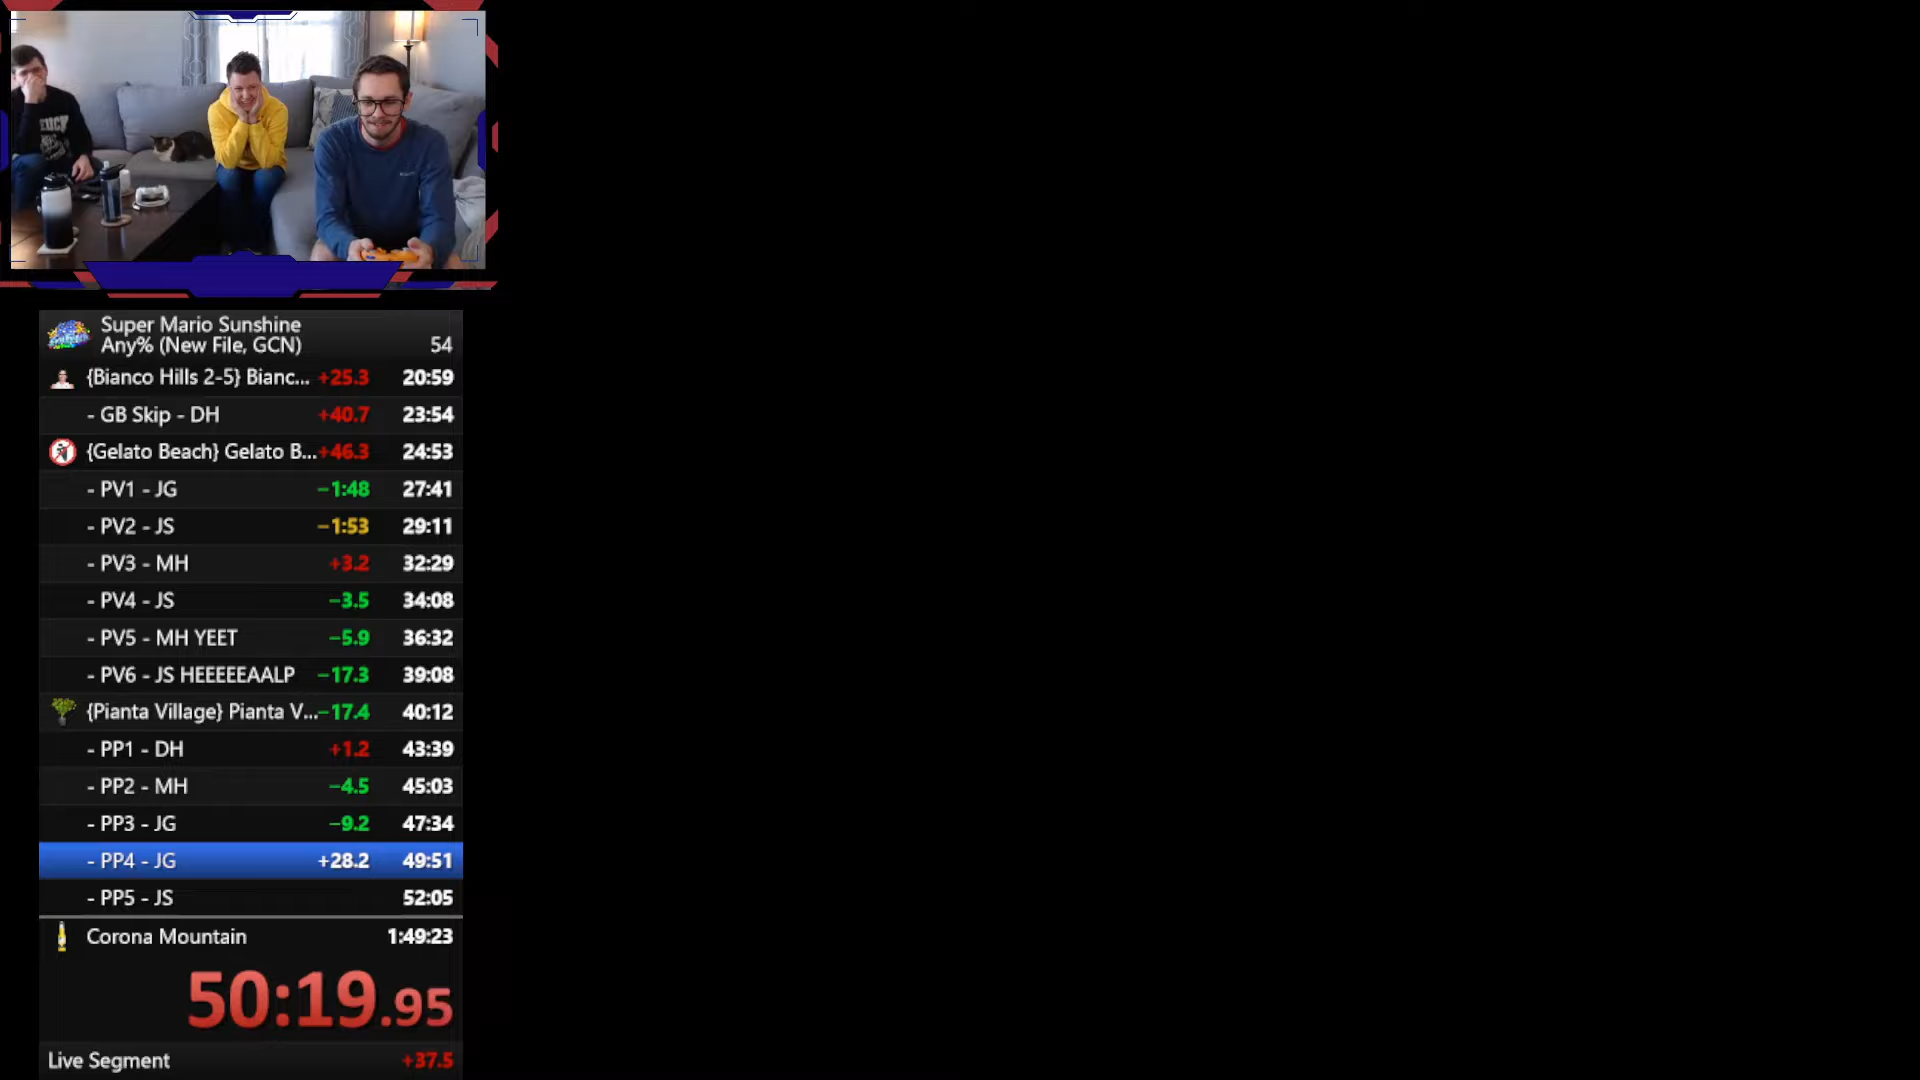 Super Mario Sunshine
Any% (New File, GCN) 54
{Bianco Hills 2-5} Bianc... +25.3 20:59
- GB Skip - DH +40.7 23:54
{Gelato Beach} Gelato B... +46.3 24:53
- PV1 - JG −1:48 27:41
- PV2 - JS −1:53 29:11
- PV3 - MH +3.2 32:29
- PV4 - JS −3.5 34:08
- PV5 - MH YEET −5.9 36:32
- PV6 - JS HEEEEEAALP −17.3 39:08
{Pianta Village} Pianta V... −17.4 40:12
- PP1 - DH +1.2 43:39
- PP2 - MH −4.5 45:03
- PP3 - JG −9.2 47:34
- PP4 - JG +28.2 49:51
- PP5 - JS 52:05
Corona Mountain 1:49:23
50:19.95
Live Segment +37.5